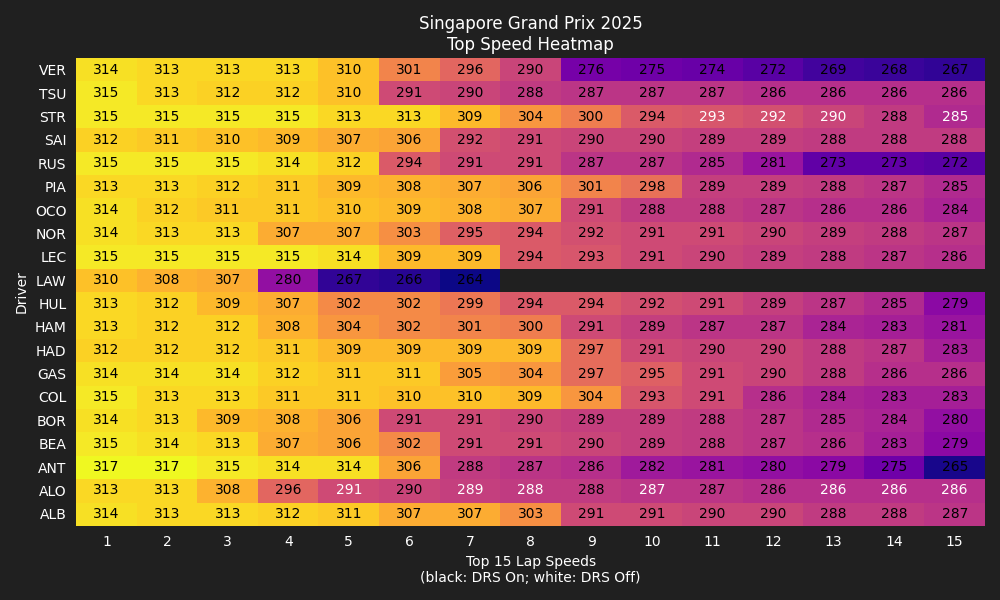 Singapore Grand Prix 2025
Top Speed Heatmap
VER 314 313 313 313 310 301 296 290 276 275 274 272 269 268 267
TSU 315 313 312 312 310 291 290 288 287 287 287 286 286 286 286
STR 315 315 315 315 313 313 309 304 300 294 293 292 290 288 285
SAI 312 311 310 309 307 306 292 291 290 290 289 289 288 288 288
RUS 315 315 315 314 312 294 291 291 287 287 285 281 273 273 272
PIA 313 313 312 311 309 308 307 306 301 298 289 289 288 287 285
OCO 314 312 311 311 310 309 308 307 291 288 288 287 286 286 284
NOR 314 313 313 307 307 303 295 294 292 291 291 290 289 288 287
LEC 315 315 315 315 314 309 309 294 293 291 290 289 288 287 286
LAW 310 308 307 280 267 266 264
HUL 313 312 309 307 302 302 299 294 294 292 291 289 287 285 279
HAM 313 312 312 308 304 302 301 300 291 289 287 287 284 283 281
HAD 312 312 312 311 309 309 309 309 297 291 290 290 288 287 283
GAS 314 314 314 312 311 311 305 304 297 295 291 290 288 286 286
COL 315 313 313 311 311 310 310 309 304 293 291 286 284 283 283
BOR 314 313 309 308 306 291 291 290 289 289 288 287 285 284 280
BEA 315 314 313 307 306 302 291 291 290 289 288 287 286 283 279
ANT 317 317 315 314 314 306 288 287 286 282 281 280 279 275 265
ALO 313 313 308 296 291 290 289 288 288 287 287 286 286 286 286
ALB 314 313 313 312 311 307 307 303 291 291 290 290 288 288 287
Driver
1 2 3 4 5 6 7 8 9 10 11 12 13 14 15
Top 15 Lap Speeds
(black: DRS On; white: DRS Off)